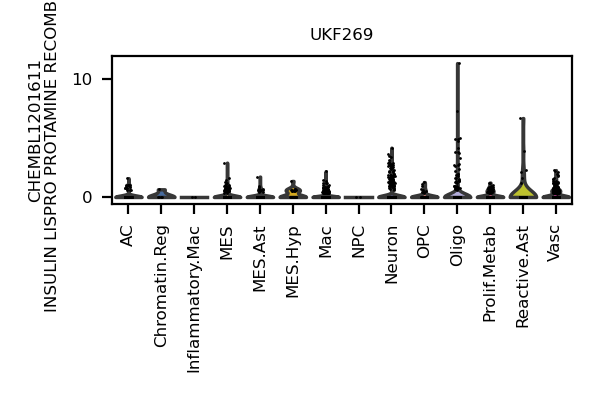 UKF269
CHEMBL1201611
INSULIN LISPRO PROTAMINE RECOMB
10
0
AC
Chromatin.Reg
Inflammatory.Mac
MES
MES.Ast
MES.Hyp
Mac
NPC
Neuron
OPC
Oligo
Prolif.Metab
Reactive.Ast
Vasc